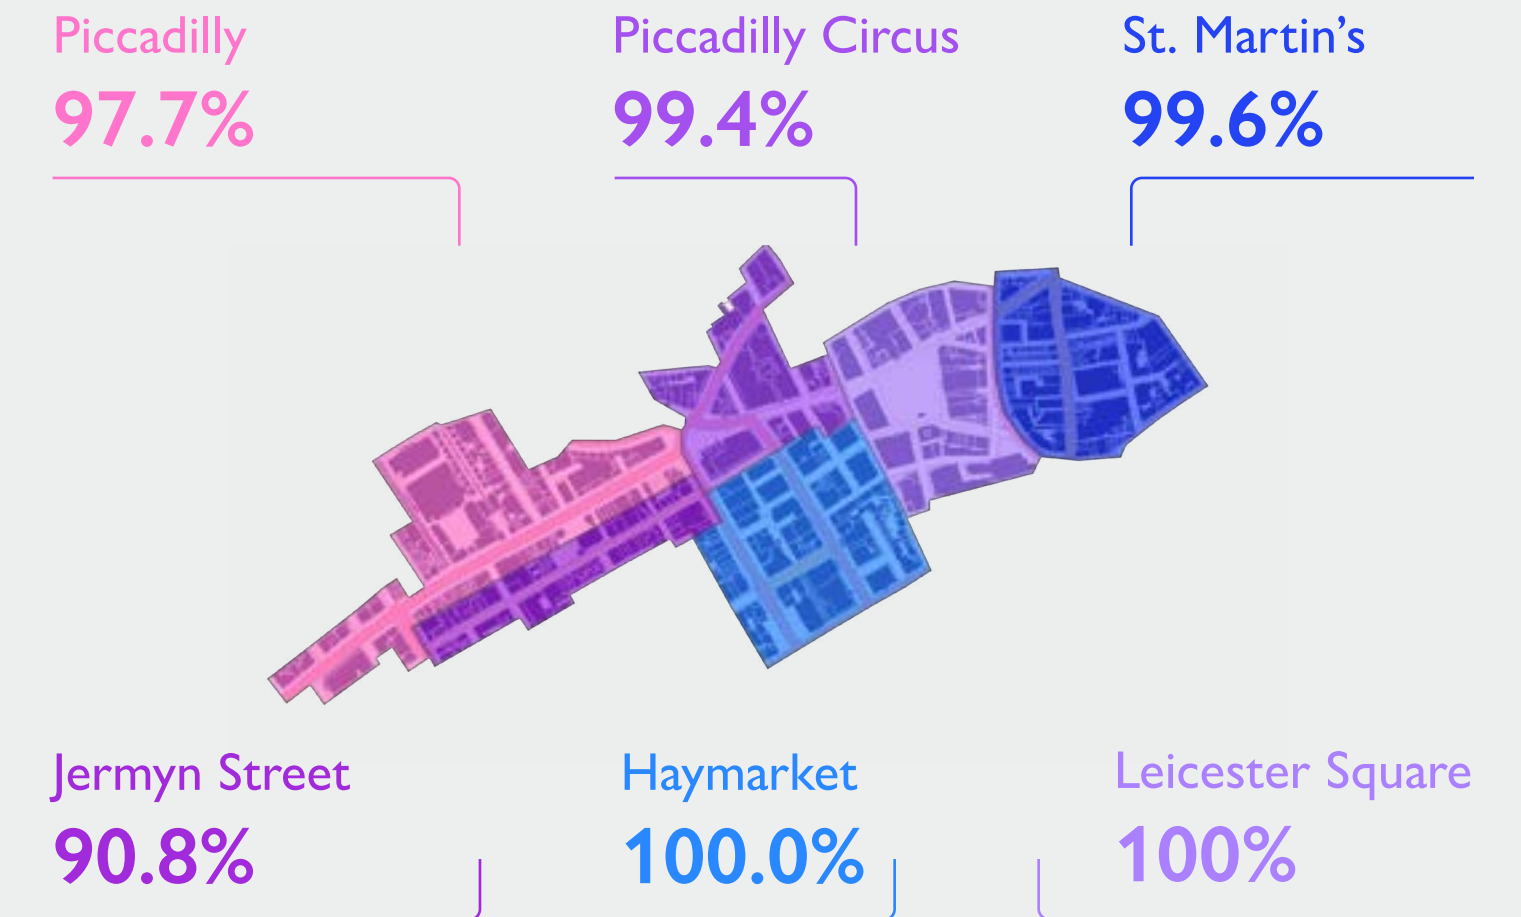 Piccadilly
97.7%
Piccadilly Circus
99.4%
St. Martin’s
99.6%
Jermyn Street
90.8%
Haymarket
100.0%
Leicester Square
100%